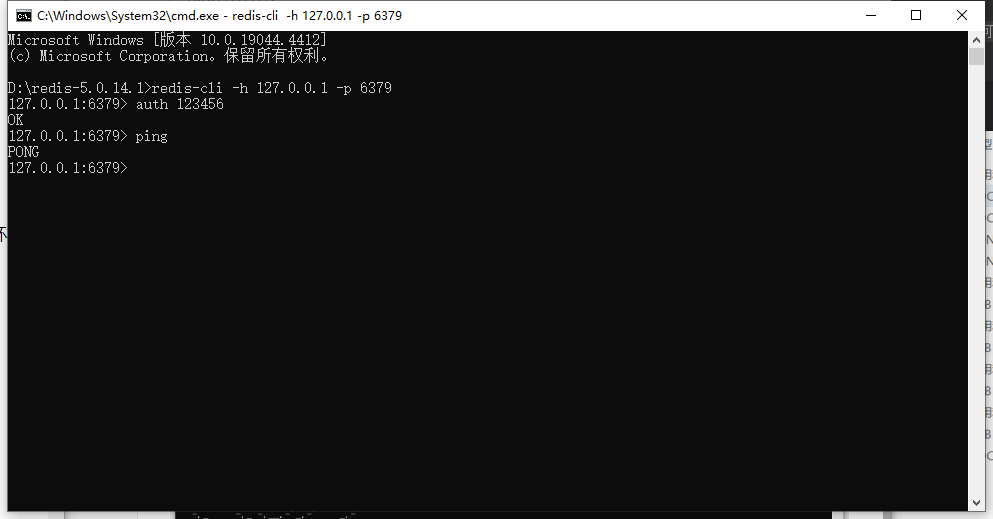 C:\Windows\System32\cmd.exe - redis-cli  -h 127.0.0.1 -p 6379
Microsoft Windows [版本 10.0.19044.4412]
(c) Microsoft Corporation。保留所有权利。
D:\redis-5.0.14.1>redis-cli -h 127.0.0.1 -p 6379
127.0.0.1:6379> auth 123456
OK
127.0.0.1:6379> ping
PONG
127.0.0.1:6379>